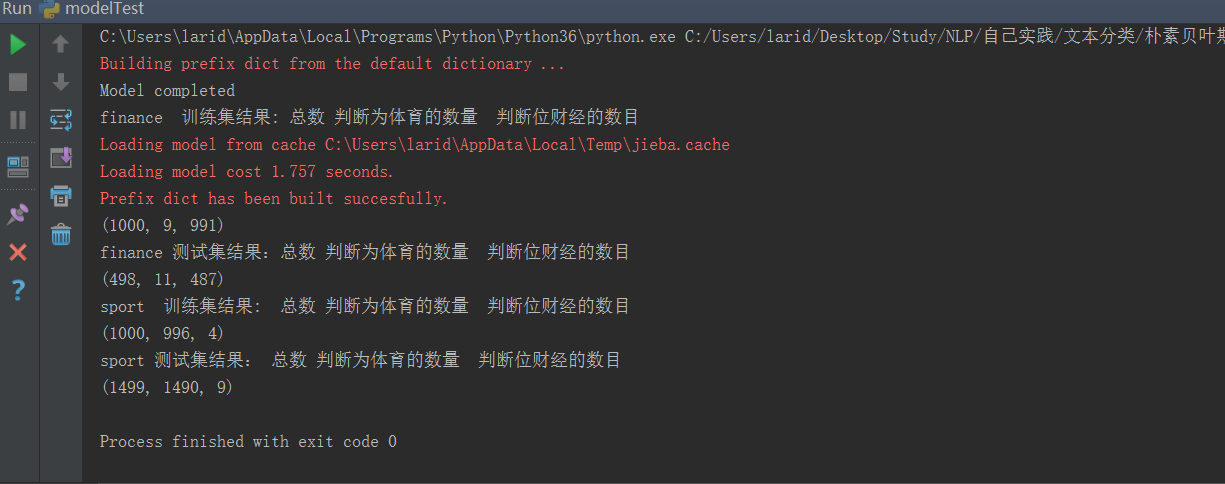 Run modelTest
C:\Users\larid\AppData\Local\Programs\Python\Python36\python.exe C:/Users/larid/Desktop/Study/NLP/自己实践/文本分类/朴素贝叶斯
Building prefix dict from the default dictionary ...
Model completed
finance  训练集结果: 总数 判断为体育的数量  判断位财经的数目
Loading model from cache C:\Users\larid\AppData\Local\Temp\jieba.cache
Loading model cost 1.757 seconds.
Prefix dict has been built succesfully.
(1000, 9, 991)
finance 测试集结果: 总数 判断为体育的数量  判断位财经的数目
(498, 11, 487)
sport  训练集结果:  总数 判断为体育的数量  判断位财经的数目
(1000, 996, 4)
sport 测试集结果:  总数 判断为体育的数量  判断位财经的数目
(1499, 1490, 9)
Process finished with exit code 0